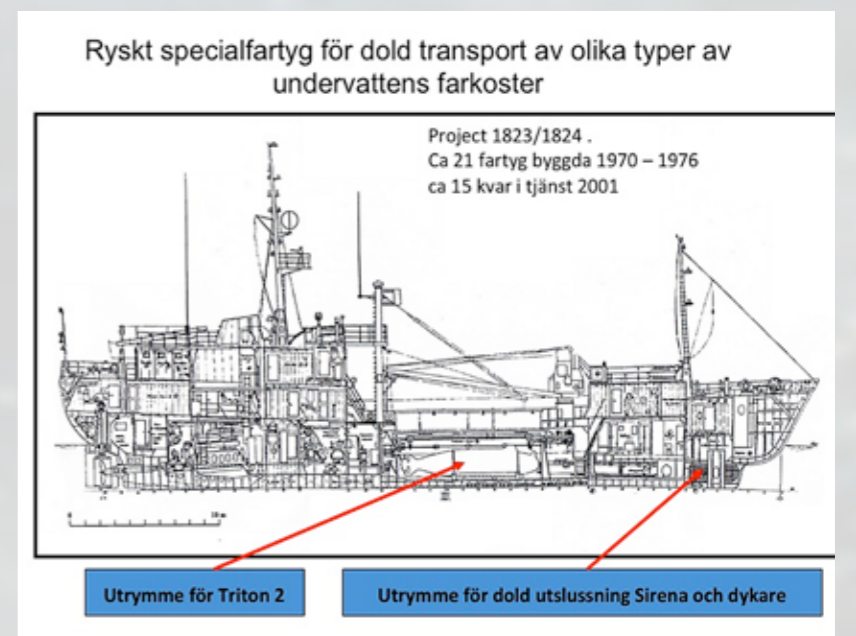 Ryskt specialfartyg för dold transport av olika typer av
undervattens farkoster
Project 1823/1824 .
Ca 21 fartyg byggda 1970 – 1976
ca 15 kvar i tjänst 2001
Utrymme för Triton 2
Utrymme för dold utslussning Sirena och dykare